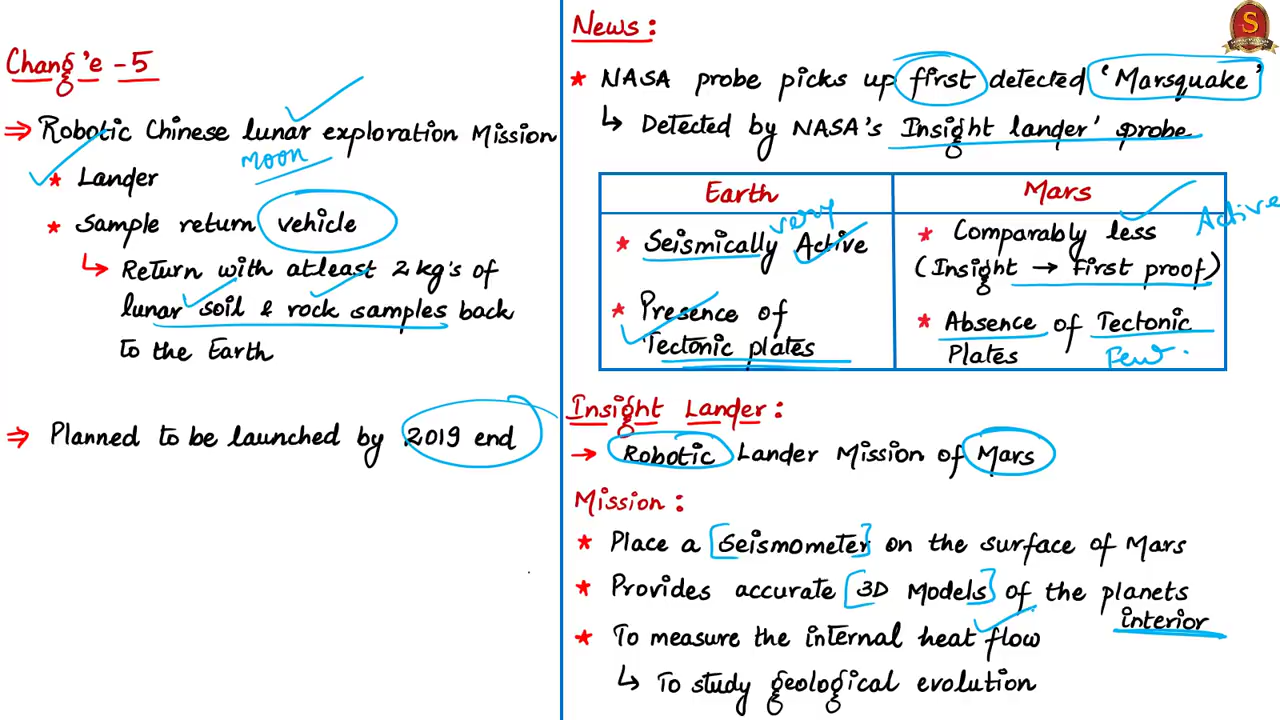 Chang'e - 5
⇒ Robotic Chinese lunar exploration Mission
moon
* Lander
* Sample return vehicle
↳ Return with atleast 2 kg's of
lunar soil & rock samples back
To the Earth
⇒ Planned to be launched by 2019 end
News :
* NASA probe picks up first detected 'Marsquake'
↳ Detected by NASA's Insight lander' sprobe
Earth
very
* Seismically Active
* Presence of
Tectonic plates
Mars
Active
* Comparably less
(Insight → first proof)
* Absence of Tectonic
Plates
Few
Insight Lander :
→ Robotic Lander Mission of Mars
Mission :
* Place a [Seismometer] on the surface of Mars
* Provides accurate [3D Models] of the planets
interior
* To measure the internal heat flow
↳ To study geological evolution
S